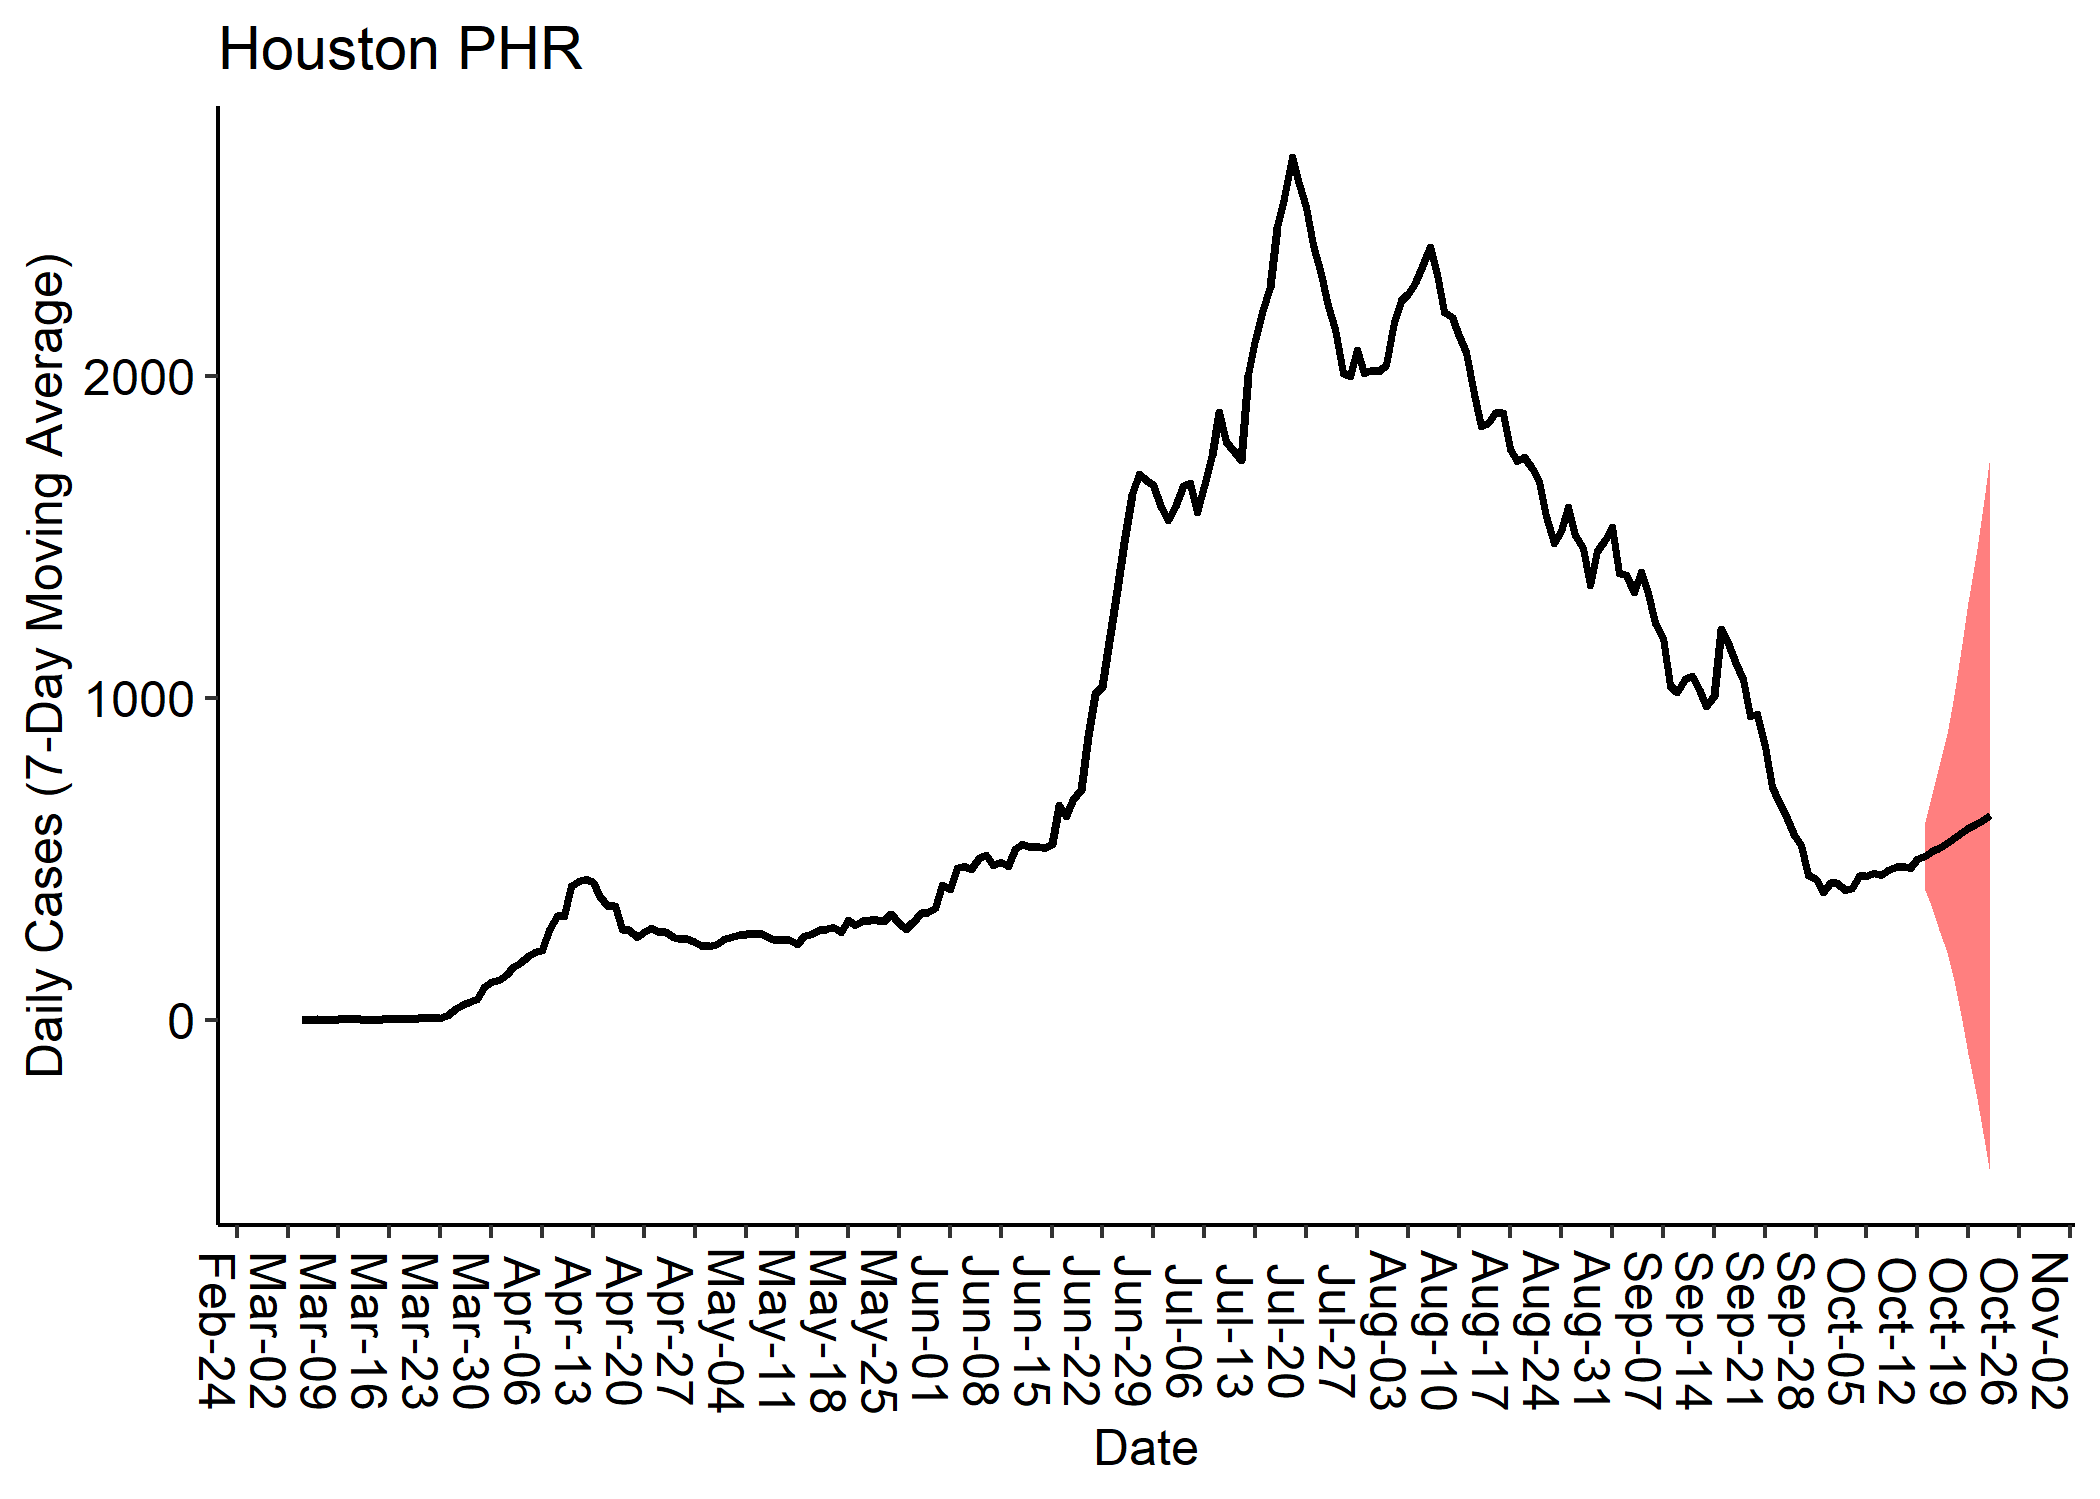 Houston PHR
Daily Cases (7-Day Moving Average)
2000
1000
0
Feb-24
Mar-02
Mar-09
Mar-16
Mar-23
Mar-30
Apr-06
Apr-13
Apr-20
Apr-27
May-04
May-11
May-18
May-25
Jun-01
Jun-08
Jun-15
Jun-22
Jun-29
Jul-06
Jul-13
Jul-20
Jul-27
Aug-03
Aug-10
Aug-17
Aug-24
Aug-31
Sep-07
Sep-14
Sep-21
Sep-28
Oct-05
Oct-12
Oct-19
Oct-26
Nov-02
Date